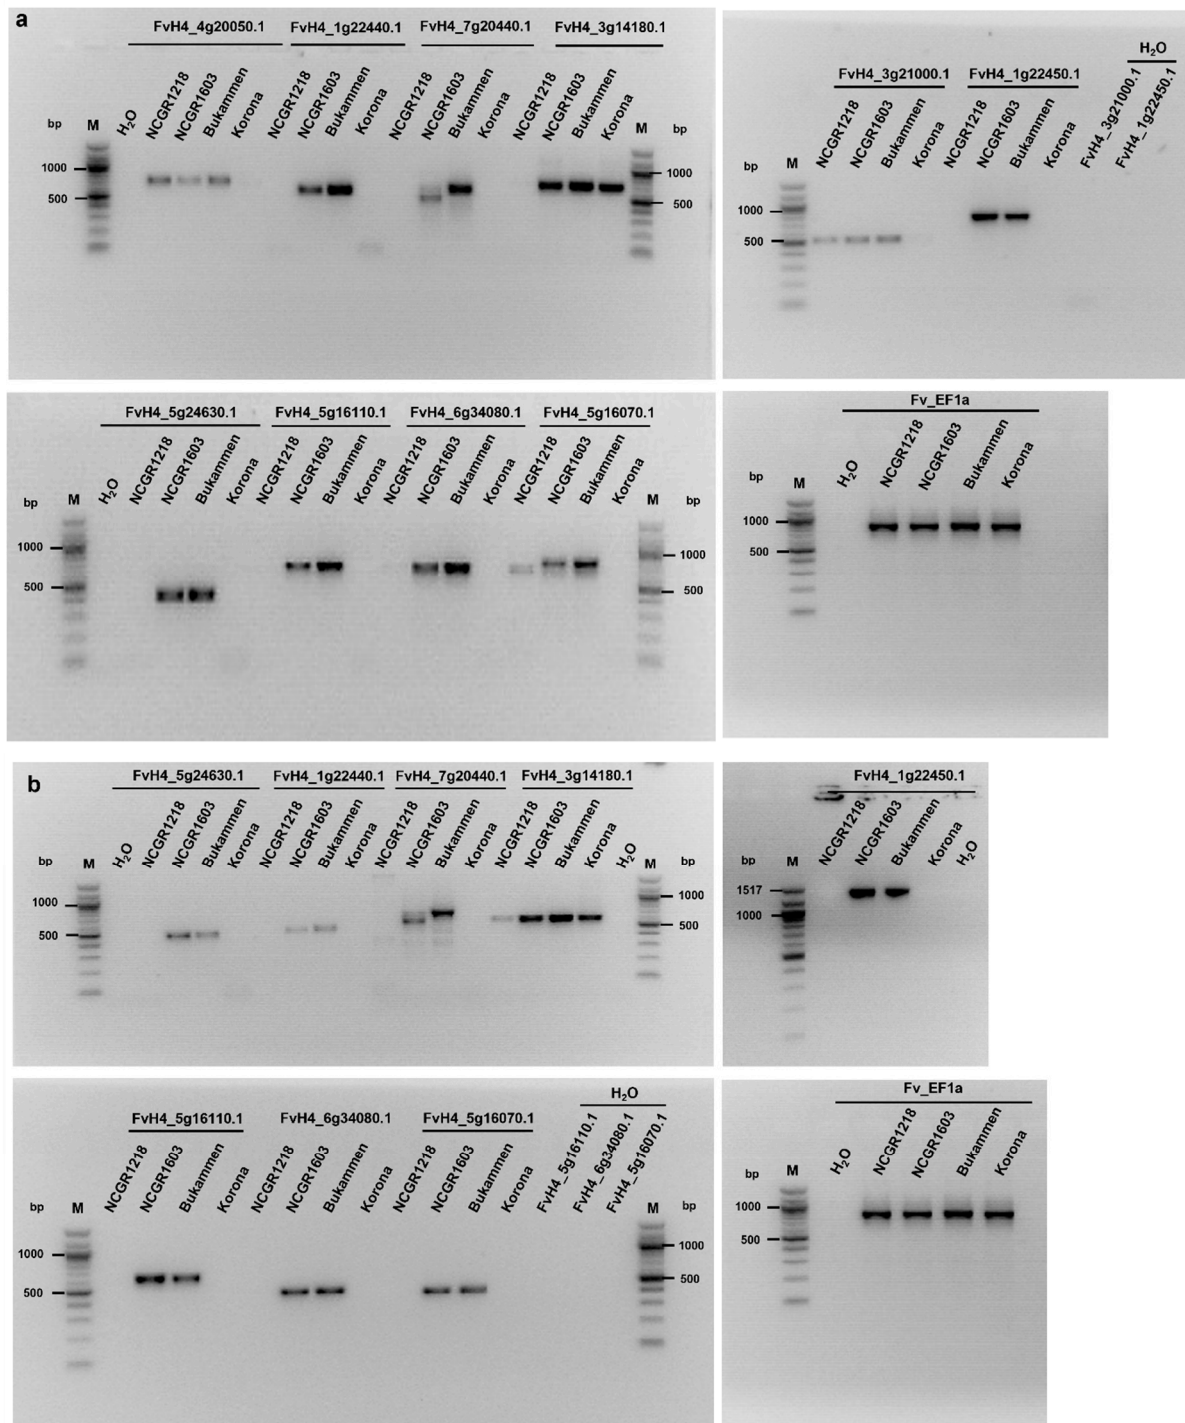 a
FvH4_4g20050.1 FvH4_1g22440.1 FvH4_7g20440.1 FvH4_3g14180.1
bp M H2O NCGR1218 NCGR1603 Bukammen Korona NCGR1218 NCGR1603 Bukammen Korona NCGR1218 NCGR1603 Bukammen Korona NCGR1218 NCGR1603 Bukammen Korona M bp
1000 1000
500 500
H2O
FvH4_3g21000.1 FvH4_1g22450.1
bp M NCGR1218 NCGR1603 Bukammen Korona NCGR1218 NCGR1603 Bukammen Korona FvH4_3g21000.1 FvH4_1g22450.1
1000
500
FvH4_5g24630.1 FvH4_5g16110.1 FvH4_6g34080.1 FvH4_5g16070.1
bp M H2O NCGR1218 NCGR1603 Bukammen Korona NCGR1218 NCGR1603 Bukammen Korona NCGR1218 NCGR1603 Bukammen Korona NCGR1218 NCGR1603 Bukammen Korona M bp
1000 1000
500 500
Fv_EF1a
bp M H2O NCGR1218 NCGR1603 Bukammen Korona
1000
500
b
FvH4_5g24630.1 FvH4_1g22440.1 FvH4_7g20440.1 FvH4_3g14180.1
bp M H2O NCGR1218 NCGR1603 Bukammen Korona NCGR1218 NCGR1603 Bukammen Korona NCGR1218 NCGR1603 Bukammen Korona NCGR1218 NCGR1603 Bukammen Korona H2O M bp
1000 1000
500 500
FvH4_1g22450.1
bp M NCGR1218 NCGR1603 Bukammen Korona H2O
1517
1000
H2O
FvH4_5g16110.1 FvH4_6g34080.1 FvH4_5g16070.1
bp M NCGR1218 NCGR1603 Bukammen Korona NCGR1218 NCGR1603 Bukammen Korona NCGR1218 NCGR1603 Bukammen Korona FvH4_5g16110.1 FvH4_6g34080.1 FvH4_5g16070.1 M bp
1000 1000
500 500
Fv_EF1a
bp M H2O NCGR1218 NCGR1603 Bukammen Korona
1000
500